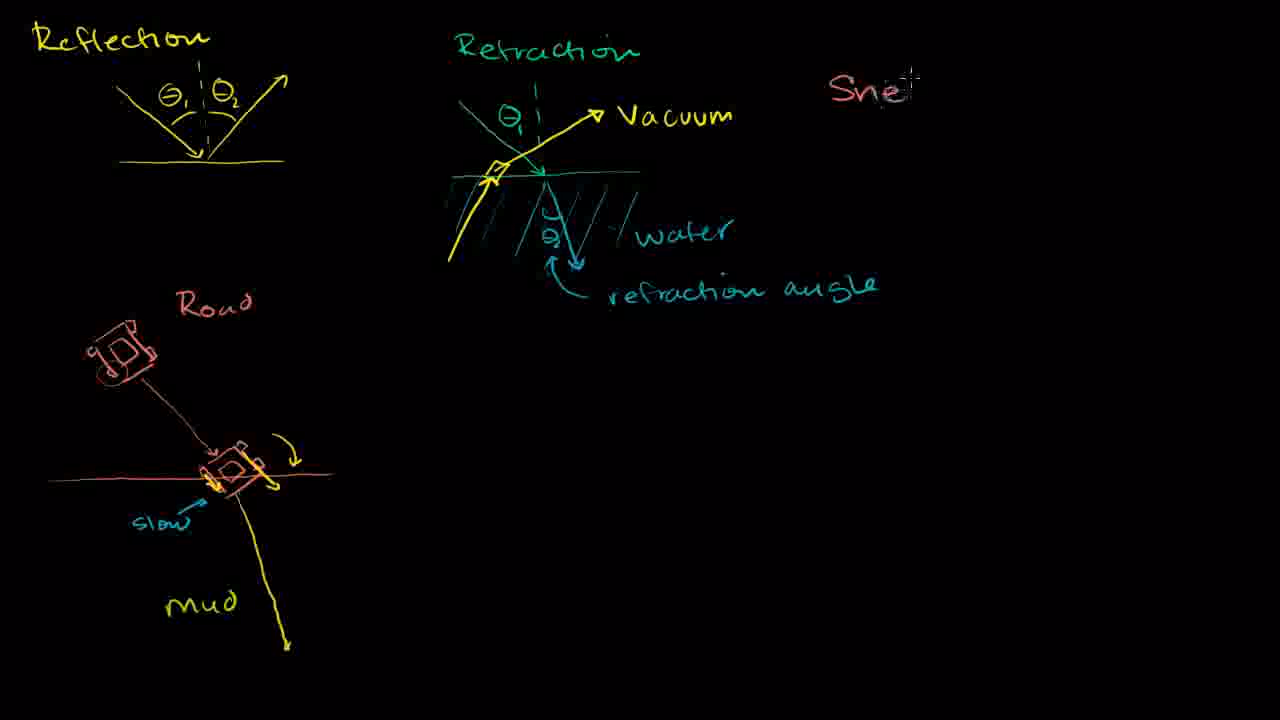 Reflection
θ₁ θ₂
Refraction
θ₁
Vacuum
water
θ₂
refraction angle
Sne
Road
slow
mud